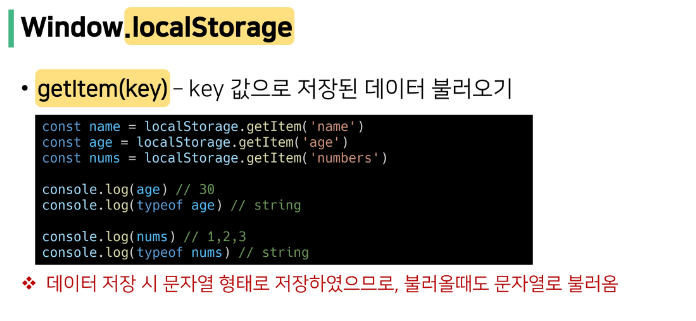 Window.localStorage
• getItem(key) – key 값으로 저장된 데이터 불러오기
const name = localStorage.getItem('name')
const age = localStorage.getItem('age')
const nums = localStorage.getItem('numbers')
console.log(age) // 30
console.log(typeof age) // string
console.log(nums) // 1,2,3
console.log(typeof nums) // string
❖ 데이터 저장 시 문자열 형태로 저장하였으므로, 불러올때도 문자열로 불러옴